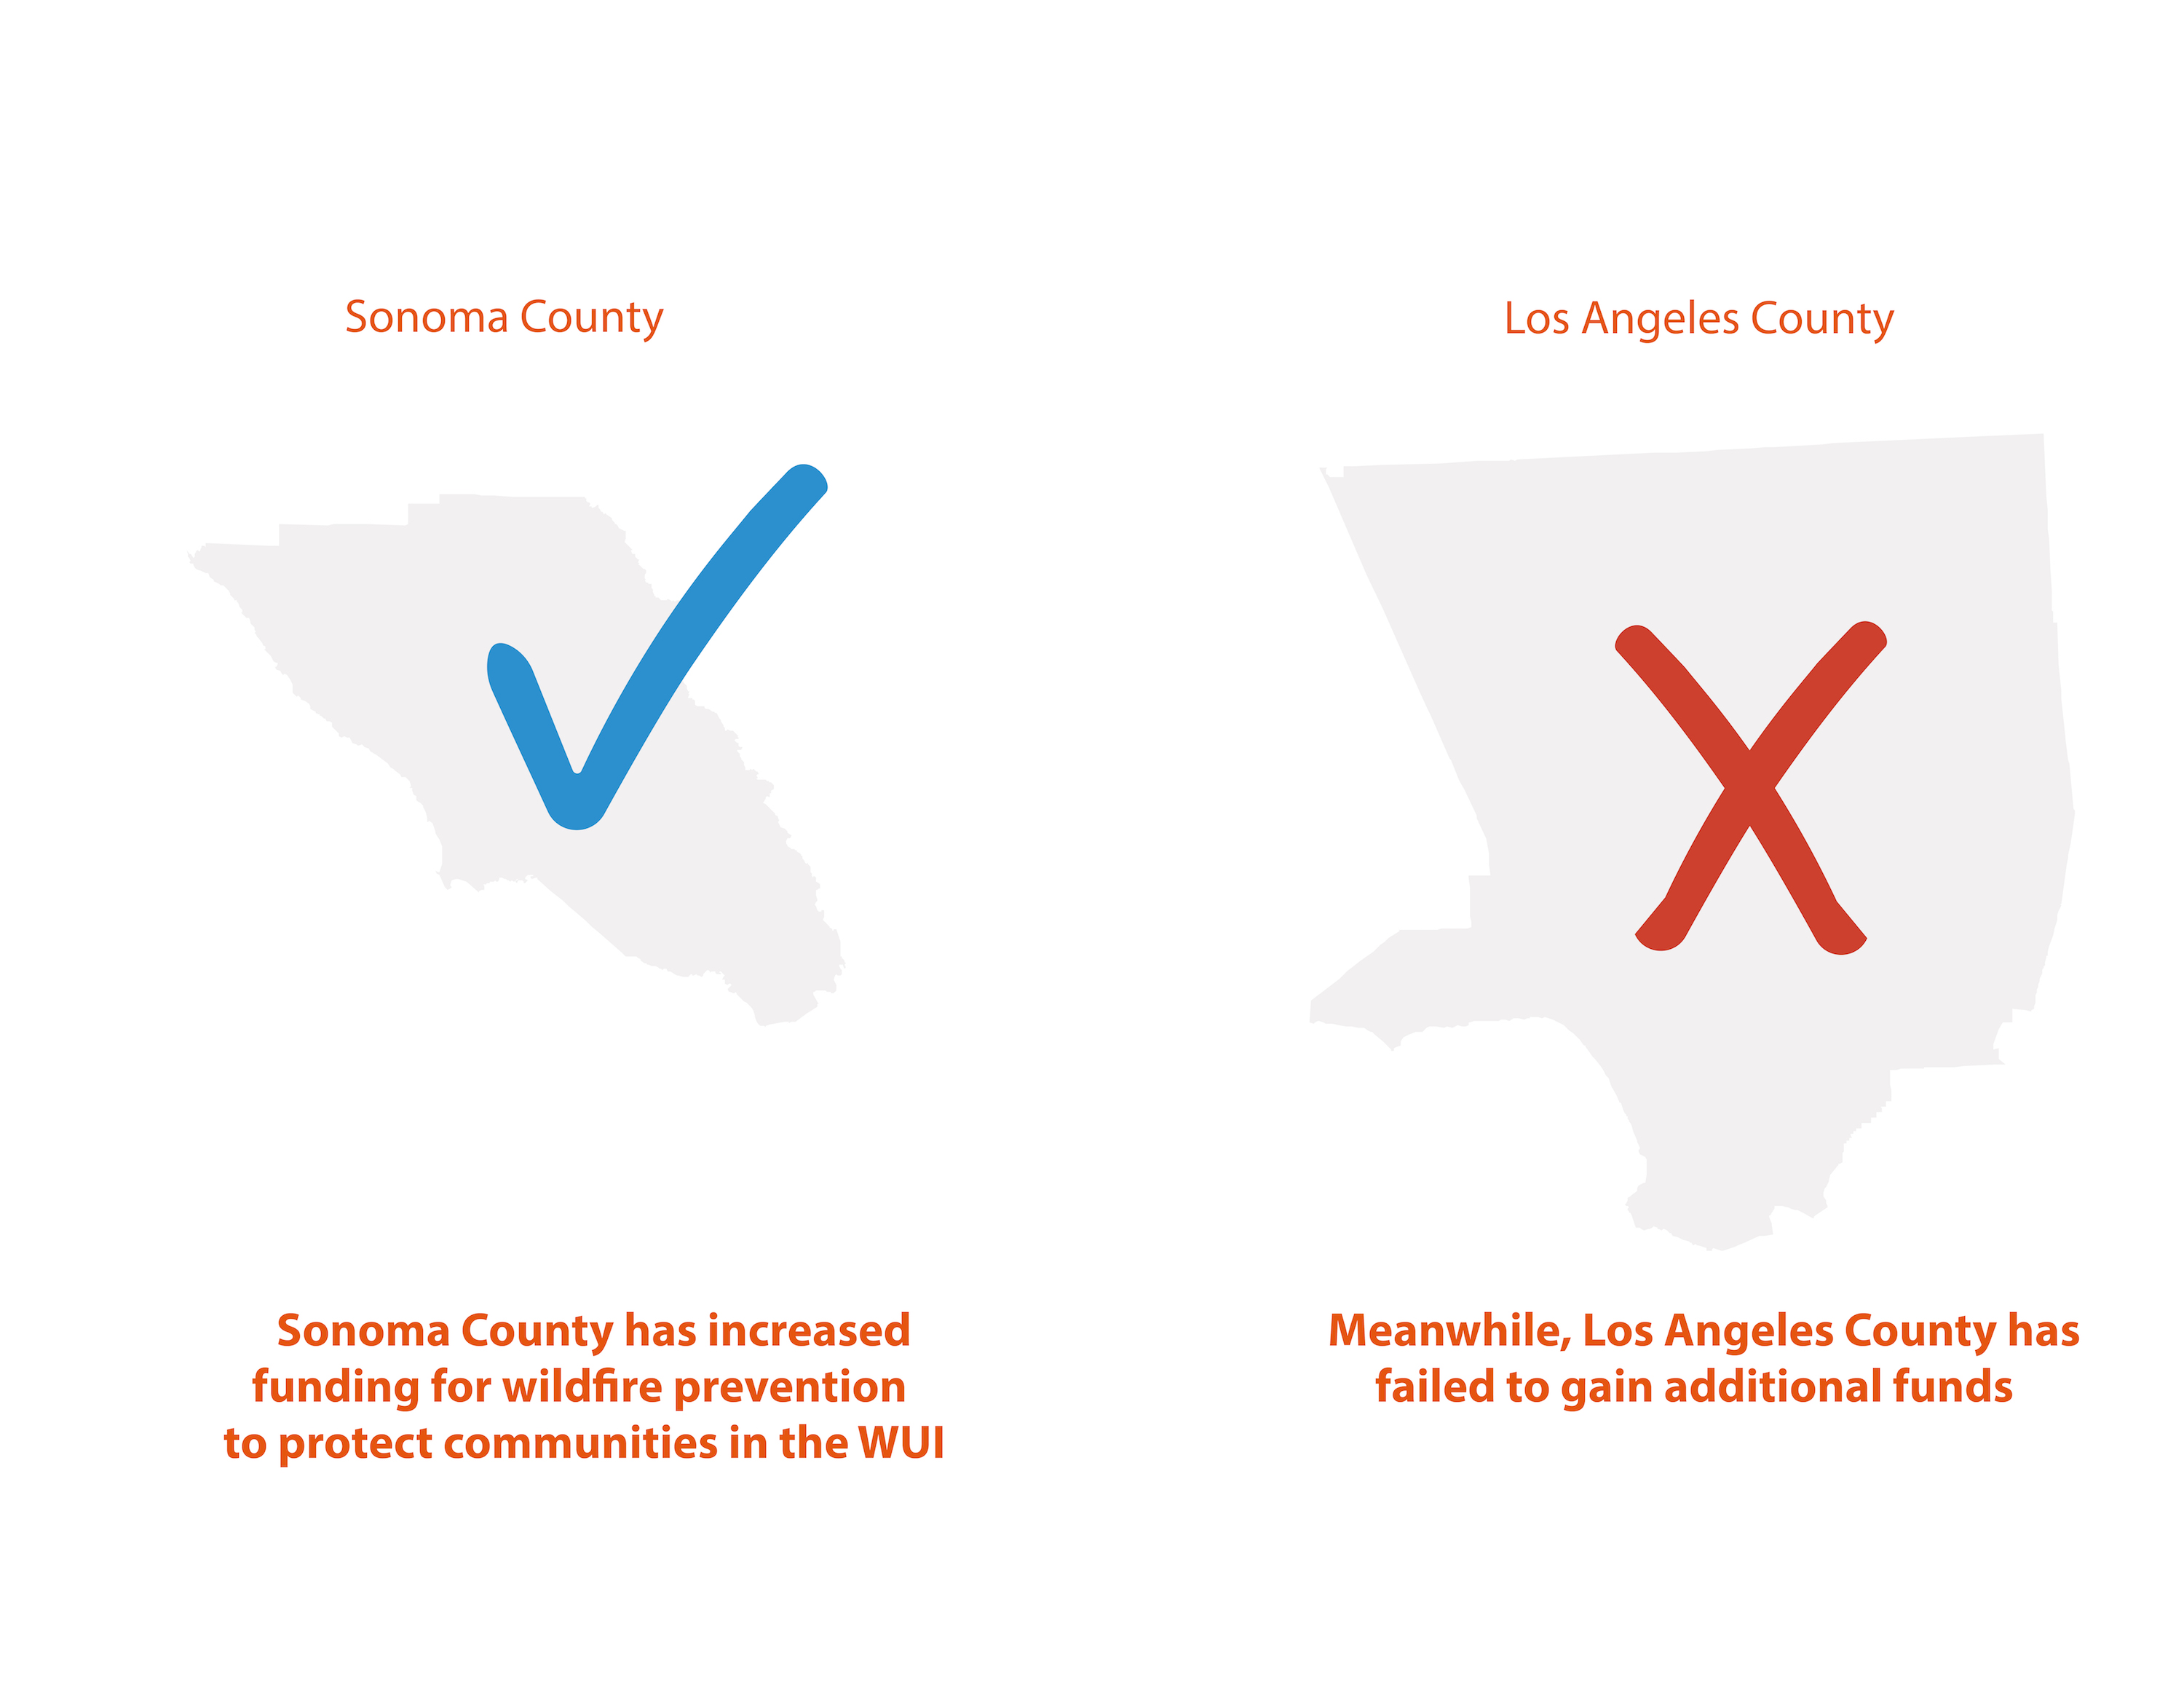 Sonoma County
Los Angeles County
Sonoma County has increased
funding for wildfire prevention
to protect communities in the WUI
Meanwhile, Los Angeles County has
failed to gain additional funds